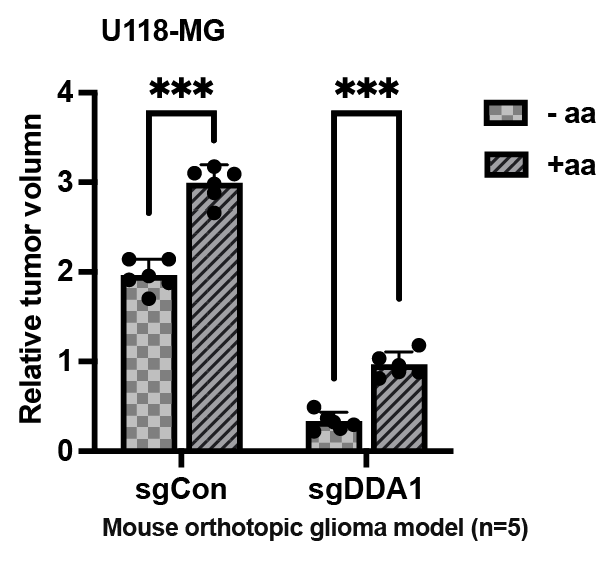 U118-MG
*** ***
4
3
2
1
0
Relative tumor volumn
- aa
+aa
sgCon sgDDA1
Mouse orthotopic glioma model (n=5)